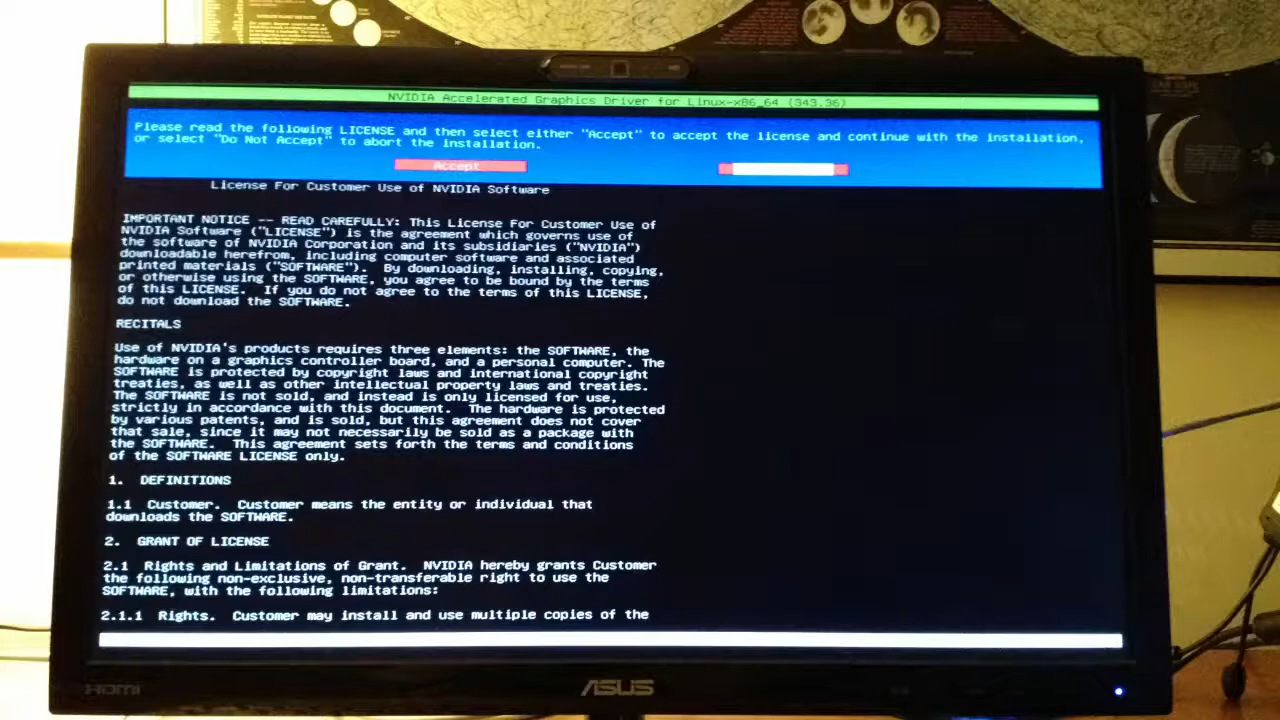 NVIDIA Accelerated Graphics Driver for Linux-x86_64 (343.36)
Please read the following LICENSE and then select either "Accept" to accept the license and continue with the installation,
or select "Do Not Accept" to abort the installation.
Accept
License For Customer Use of NVIDIA Software
IMPORTANT NOTICE -- READ CAREFULLY: This License For Customer Use of
NVIDIA Software ("LICENSE") is the agreement which governs use of
the software of NVIDIA Corporation and its subsidiaries ("NVIDIA")
downloadable herefrom, including computer software and associated
printed materials ("SOFTWARE").  By downloading, installing, copying,
or otherwise using the SOFTWARE, you agree to be bound by the terms
of this LICENSE.  If you do not agree to the terms of this LICENSE,
do not download the SOFTWARE.
RECITALS
Use of NVIDIA's products requires three elements: the SOFTWARE, the
hardware on a graphics controller board, and a personal computer. The
SOFTWARE is protected by copyright laws and international copyright
treaties, as well as other intellectual property laws and treaties.
The SOFTWARE is not sold, and instead is only licensed for use,
strictly in accordance with this document.  The hardware is protected
by various patents, and is sold, but this agreement does not cover
that sale, since it may not necessarily be sold as a package with
the SOFTWARE.  This agreement sets forth the terms and conditions
of the SOFTWARE LICENSE only.
1.  DEFINITIONS
1.1  Customer.  Customer means the entity or individual that
downloads the SOFTWARE.
2.  GRANT OF LICENSE
2.1  Rights and Limitations of Grant.  NVIDIA hereby grants Customer
the following non-exclusive, non-transferable right to use the
SOFTWARE, with the following limitations:
2.1.1  Rights.  Customer may install and use multiple copies of the
HDMI
ASUS